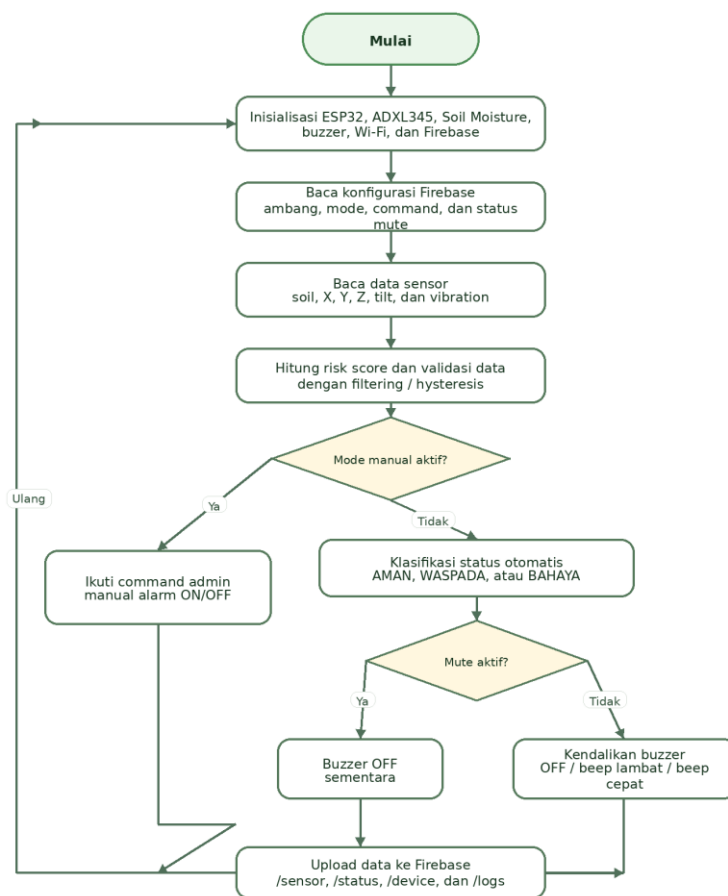 Mulai
Inisialisasi ESP32, ADXL345, Soil Moisture,
buzzer, Wi-Fi, dan Firebase
Baca konfigurasi Firebase
ambang, mode, command, dan status
mute
Baca data sensor
soil, X, Y, Z, tilt, dan vibration
Hitung risk score dan validasi data
dengan filtering / hysteresis
Mode manual aktif?
Ulang
Ya
Tidak
Ikuti command admin
manual alarm ON/OFF
Klasifikasi status otomatis
AMAN, WASPADA, atau BAHAYA
Mute aktif?
Ya
Tidak
Buzzer OFF
sementara
Kendalikan buzzer
OFF / beep lambat / beep
cepat
Upload data ke Firebase
/sensor, /status, /device, dan /logs